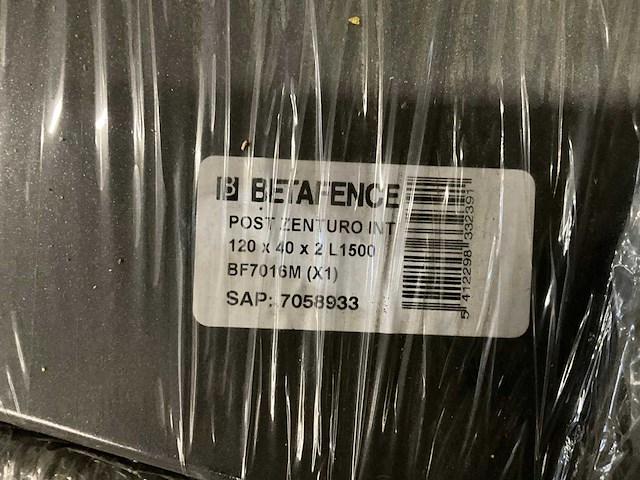 BETAFENCE
POST ZENTURO INT
120 x 40 x 2 L1500
BF7016M (X1)
SAP: 7058933
5 412298 332391